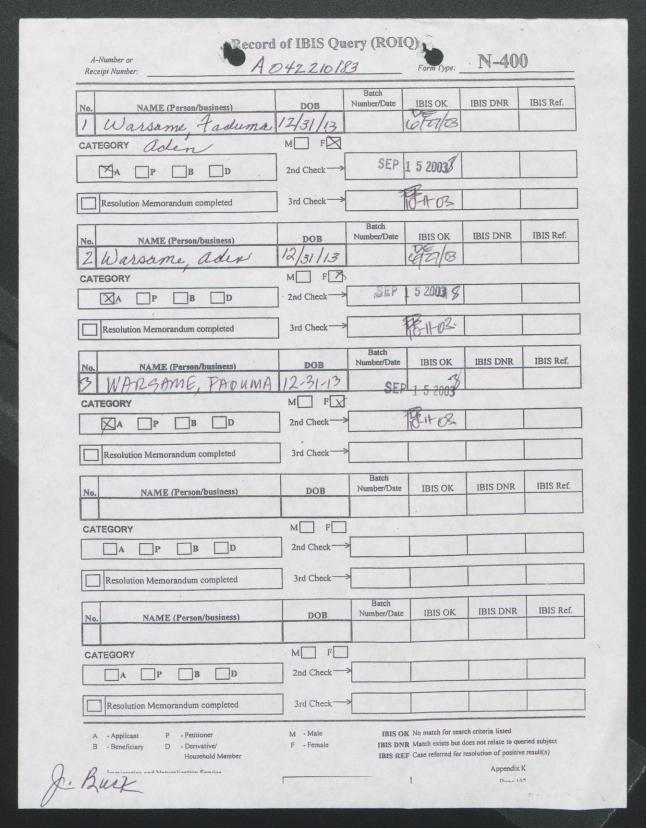 Record of IBIS Query (ROIQ)
A-Number or
Receipt Number: A042210183 Form Type: N-400
No. NAME (Person/business) DOB Batch Number/Date IBIS OK IBIS DNR IBIS Ref.
1 Warsame, Faduma 12/31/13 6/27/03
CATEGORY Aden M F
A P B D 2nd Check SEP 15 2003
Resolution Memorandum completed 3rd Check 10-11-03
No. NAME (Person/business) DOB Batch Number/Date IBIS OK IBIS DNR IBIS Ref.
2 Warsame, Aden 12/31/13 6/27/03
CATEGORY M F
A P B D 2nd Check SEP 15 2003
Resolution Memorandum completed 3rd Check 10-11-03
No. NAME (Person/business) DOB Batch Number/Date IBIS OK IBIS DNR IBIS Ref.
3 WARSAME, FADUMA 12-31-13 SEP 15 2003
CATEGORY M F
A P B D 2nd Check 10-11-03
Resolution Memorandum completed 3rd Check
No. NAME (Person/business) DOB Batch Number/Date IBIS OK IBIS DNR IBIS Ref.
CATEGORY M F
A P B D 2nd Check
Resolution Memorandum completed 3rd Check
No. NAME (Person/business) DOB Batch Number/Date IBIS OK IBIS DNR IBIS Ref.
CATEGORY M F
A P B D 2nd Check
Resolution Memorandum completed 3rd Check
A - Applicant P - Petitioner M - Male IBIS OK No match for search criteria listed
B - Beneficiary D - Derivative/ F - Female IBIS DNR Match exists but does not relate to queried subject
Household Member IBIS REF Case referred for resolution of positive result(s)
Immigration and Naturalization Service 1 Appendix K
J. Buck